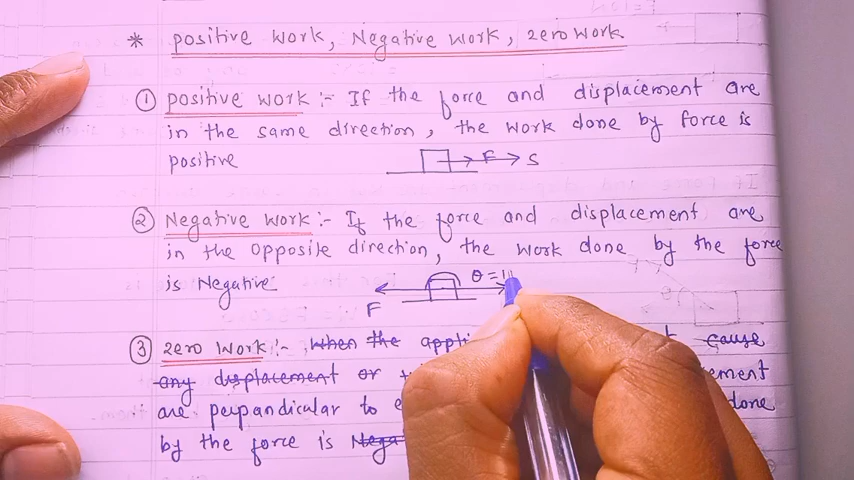 * positive work, Negative work, zero work
① positive work :- If the force and displacement are
in the same direction, the work done by force is
positive
F S
② Negative work :- If the force and displacement are
in the opposite direction, the work done by the force
is Negative
θ =
F
③ zero work :- When the
cause
any displacement or
are perpandicular to
by the force is